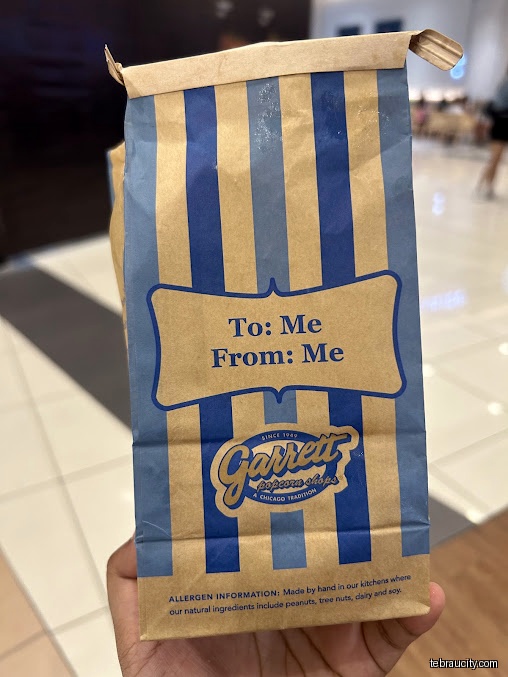 To: Me
From: Me
SINCE 1949
Garrett
popcorn shops
A CHICAGO TRADITION
ALLERGEN INFORMATION: Made by hand in our kitchens where
our natural ingredients include peanuts, tree nuts, dairy and soy.
tebraucity.com